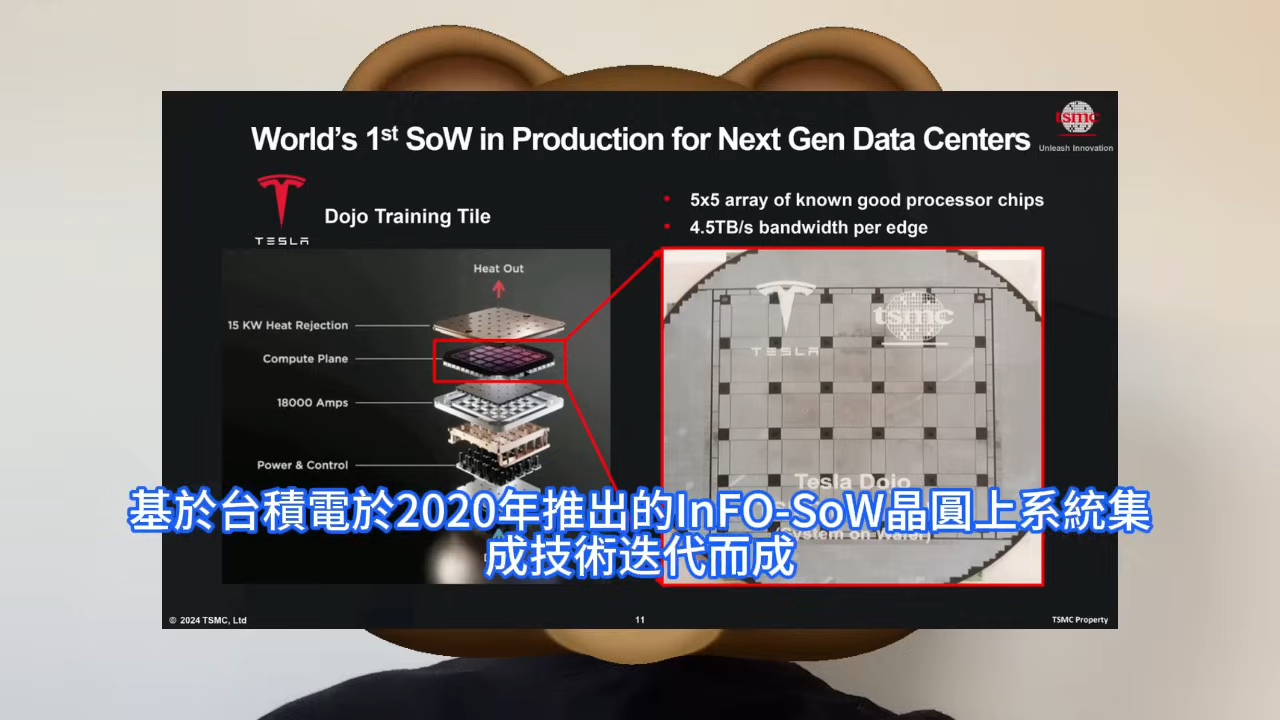 World's 1st SoW in Production for Next Gen Data Centers
tsmc
Unleash Innovation
TESLA
Dojo Training Tile
• 5x5 array of known good processor chips
• 4.5TB/s bandwidth per edge
Heat Out
15 KW Heat Rejection
Compute Plane
18000 Amps
Power & Control
TESLA
tsmc
Tesla Dojo
(System on Wafer)
基於台積電於2020年推出的InFO-SoW晶圓上系統集
成技術迭代而成
© 2024 TSMC, Ltd
11
TSMC Property